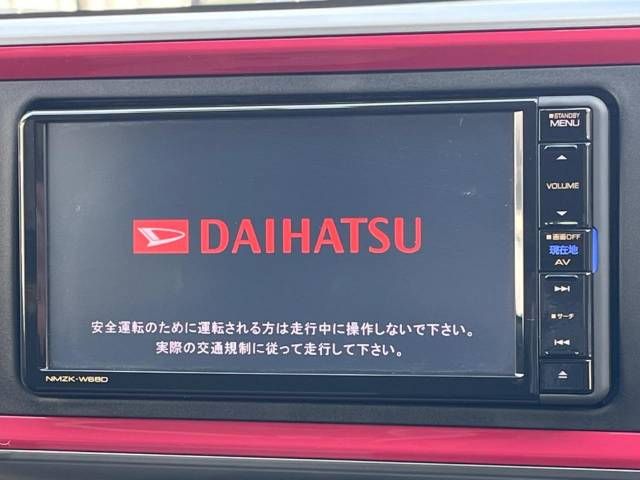 ■STANDBY
MENU
VOLUME
■画面OFF
現在地
AV
■サーチ
DAIHATSU
安全運転のために運転される方は走行中に操作しないで下さい。
実際の交通規制に従って走行して下さい。
NMZK-W68D